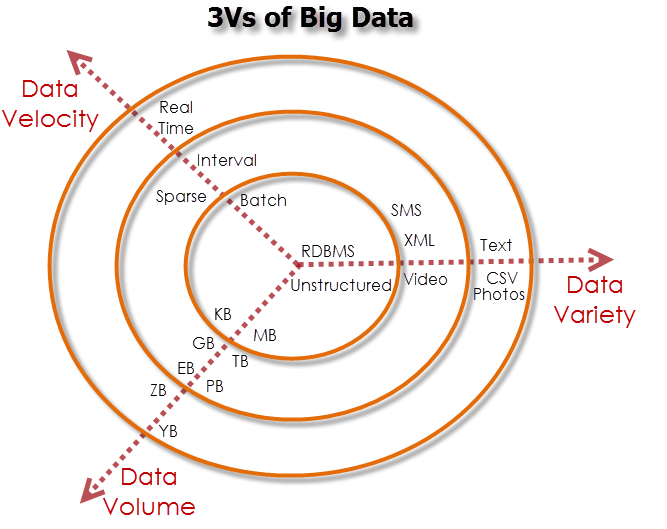 3Vs of Big Data
Data
Velocity
Real
Time
Interval
Sparse
Batch
SMS
XML
RDBMS
Text
Unstructured
Video
CSV
Photos
Data
Variety
KB
MB
GB
TB
EB
PB
ZB
YB
Data
Volume